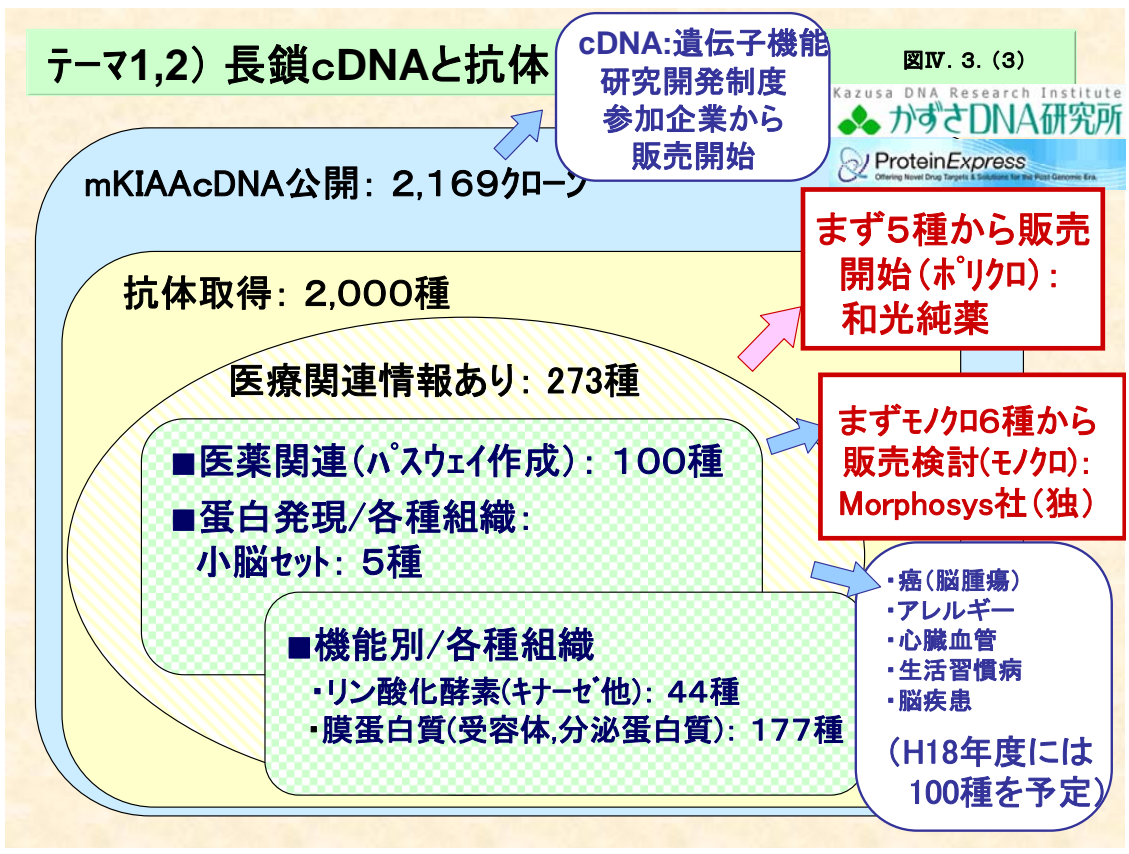 テーマ1,2） 長鎖cDNAと抗体
cDNA:遺伝子機能
研究開発制度
参加企業から
販売開始
図Ⅳ．３．（３）
Kazusa DNA Research Institute
かずさDNA研究所
ProteinExpress
Offering Novel Drug Targets & Solutions for the Post Genomic Era.
mKIAAcDNA公開： 2,169ｸﾛｰﾝ
まず５種から販売
開始（ﾎﾟﾘｸﾛ）：
和光純薬
抗体取得： 2,000種
医療関連情報あり： 273種
まずﾓﾉｸﾛ6種から
販売検討(ﾓﾉｸﾛ):
Morphosys社（独）
■医薬関連（ﾊﾟｽｳｪｲ作成）： 100種
■蛋白発現/各種組織：
小脳ｾｯﾄ： 5種
・癌（脳腫瘍）
・アレルギー
・心臓血管
・生活習慣病
・脳疾患
（H18年度には
100種を予定）
■機能別/各種組織
・リン酸化酵素(ｷﾅｰｾﾞ他)： 44種
・膜蛋白質(受容体,分泌蛋白質)： 177種